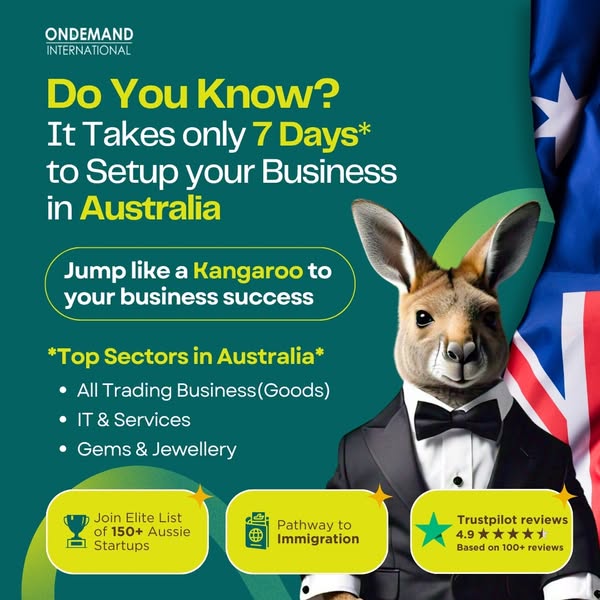 ONDEMAND
INTERNATIONAL
Do You Know?
It Takes only 7 Days*
to Setup your Business
in Australia
Jump like a Kangaroo to
your business success
*Top Sectors in Australia*
• All Trading Business(Goods)
• IT & Services
• Gems & Jewellery
Join Elite List
of 150+ Aussie
Startups
Pathway to
Immigration
Trustpilot reviews
4.9
Based on 100+ reviews